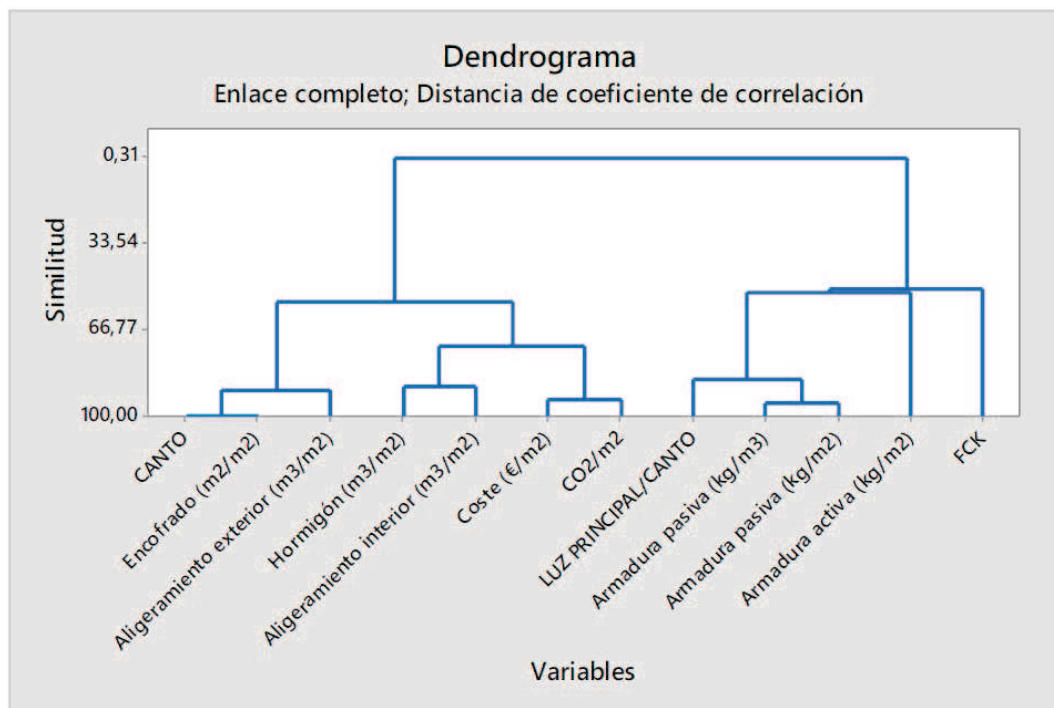 Dendrograma
Enlace completo; Distancia de coeficiente de correlación
Similitud
0,31
33,54
66,77
100,00
CANTO
Encofrado (m2/m2)
Aligeramiento exterior (m3/m2)
Hormigón (m3/m2)
Aligeramiento interior (m3/m2)
Coste (€/m2)
CO2/m2
LUZ PRINCIPAL/CANTO
Armadura pasiva (kg/m3)
Armadura pasiva (kg/m2)
Armadura activa (kg/m2)
FCK
Variables